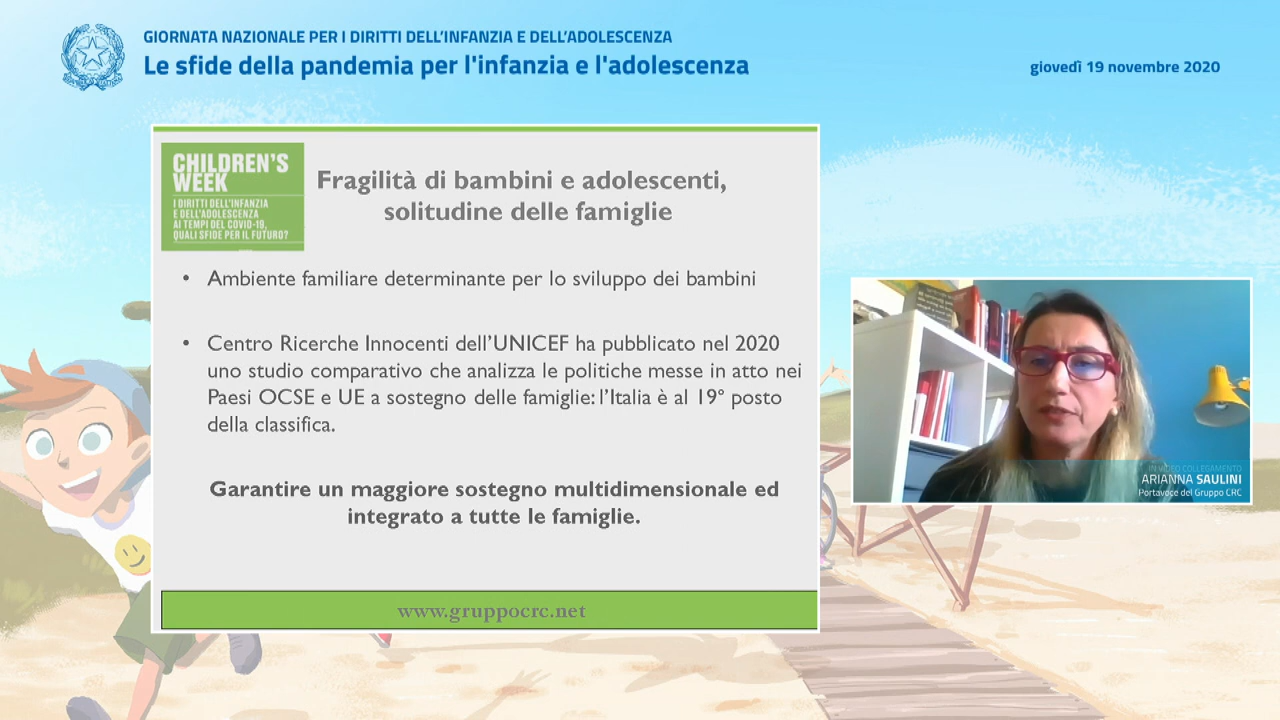 GIORNATA NAZIONALE PER I DIRITTI DELL'INFANZIA E DELL'ADOLESCENZA
Le sfide della pandemia per l'infanzia e l'adolescenza
giovedì 19 novembre 2020
CHILDREN'S
WEEK
I DIRITTI DELL'INFANZIA
E DELL'ADOLESCENZA
AI TEMPI DEL COVID-19.
QUALI SFIDE PER IL FUTURO?
Fragilità di bambini e adolescenti,
solitudine delle famiglie
• Ambiente familiare determinante per lo sviluppo dei bambini
• Centro Ricerche Innocenti dell'UNICEF ha pubblicato nel 2020
uno studio comparativo che analizza le politiche messe in atto nei
Paesi OCSE e UE a sostegno delle famiglie: l'Italia è al 19° posto
della classifica.
Garantire un maggiore sostegno multidimensionale ed
integrato a tutte le famiglie.
www.gruppocrc.net
IN VIDEO COLLEGAMENTO
ARIANNA SAULINI
Portavoce del Gruppo CRC